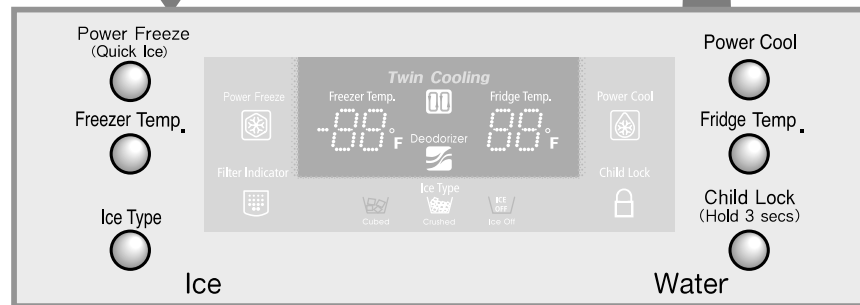 Power Freeze
(Quick Ice)
Freezer Temp.
Ice Type
Ice
Twin Cooling
Power Freeze
Freezer Temp.
Fridge Temp.
Power Cool
-88°F
88°F
Deodorizer
Filter Indicator
Child Lock
Ice Type
ICE
OFF
Cubed
Crushed
Ice Off
Power Cool
Fridge Temp.
Child Lock
(Hold 3 secs)
Water